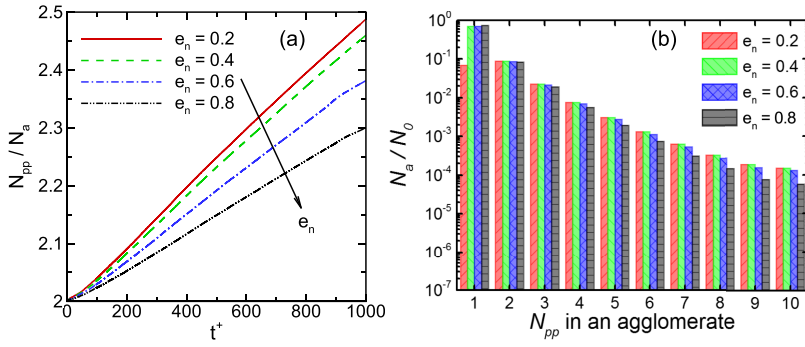 (a)
e_n = 0.2
e_n = 0.4
e_n = 0.6
e_n = 0.8
e_n
N_pp / N_a
2.5
2.4
2.3
2.2
2.1
2.0
0 200 400 600 800 1000
t^+
(b)
e_n = 0.2
e_n = 0.4
e_n = 0.6
e_n = 0.8
N_a / N_0
10^0
10^-1
10^-2
10^-3
10^-4
10^-5
10^-6
10^-7
1 2 3 4 5 6 7 8 9 10
N_pp in an agglomerate